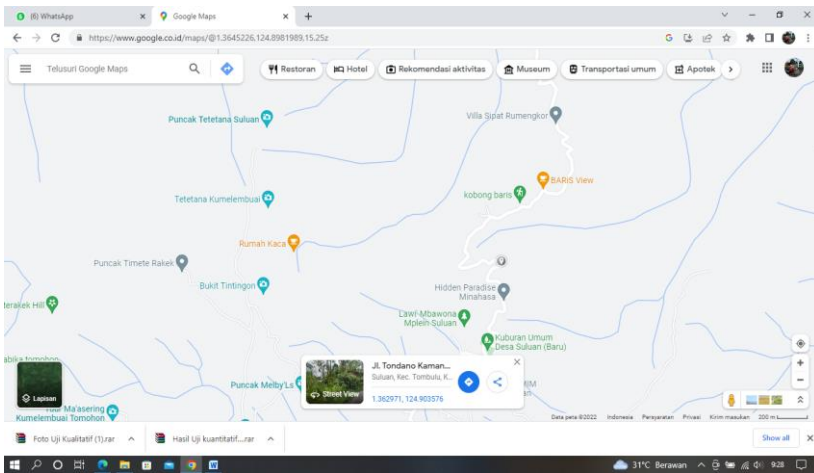 (6) WhatsApp
Google Maps
https://www.google.co.id/maps/@1.3645226,124.8981989,15.25z
Telusuri Google Maps
Restoran
Hotel
Rekomendasi aktivitas
Museum
Transportasi umum
Apotek
Puncak Tetetana Suluan
Villa Sipat Rumengkor
BARIS View
kobong baris
Tetetana Kumelembuai
Rumah Kaca
Puncak Timete Rakek
Bukit Tintingon
Hidden Paradise
Minahasa
Lawi-Mbawona
Mplein Suluan
Kuburan Umum
Desa Suluan (Baru)
Jl. Tondano Kaman...
Suluan, Kec. Tombulu, K...
1.362971, 124.903576
Street View
Lapisan
Puncak Melby'Ls
Ma'asering
Kumelembuai Tomohon
Data peta ©2022
Indonesia
Persyaratan
Privasi
Kirim masukan
200 m
Foto Uji Kualitatif (1).rar
Hasil Uji kuantitatif....rar
Show all
31°C Berawan
9:28